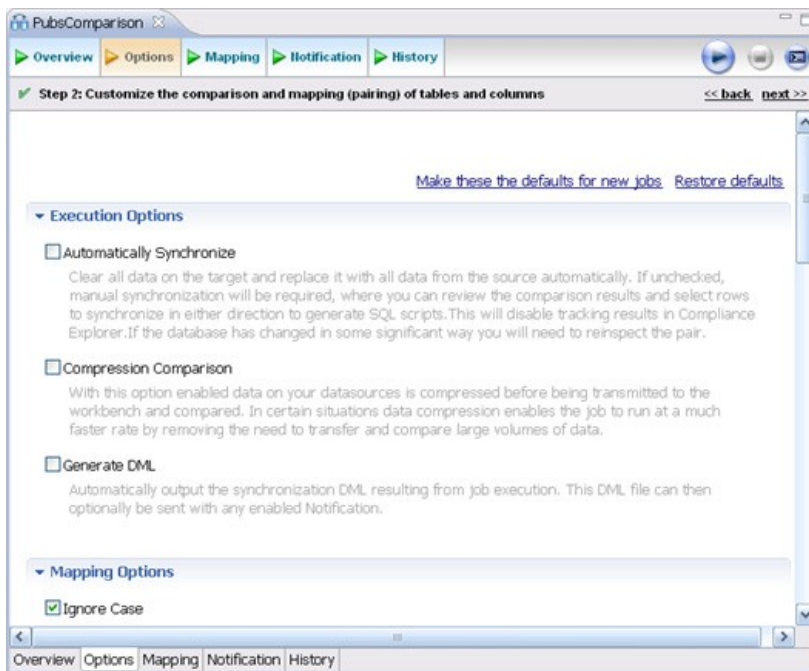 PubsComparison
Overview Options Mapping Notification History
Step 2: Customize the comparison and mapping (pairing) of tables and columns << back next >>
Make these the defaults for new jobs Restore defaults
Execution Options
Automatically Synchronize
Clear all data on the target and replace it with all data from the source automatically. If unchecked,
manual synchronization will be required, where you can review the comparison results and select rows
to synchronize in either direction to generate SQL scripts.This will disable tracking results in Compliance
Explorer.If the database has changed in some significant way you will need to reinspect the pair.
Compression Comparison
With this option enabled data on your datasources is compressed before being transmitted to the
workbench and compared. In certain situations data compression enables the job to run at a much
faster rate by removing the need to transfer and compare large volumes of data.
Generate DML
Automatically output the synchronization DML resulting from job execution. This DML file can then
optionally be sent with any enabled Notification.
Mapping Options
Ignore Case
Overview Options Mapping Notification History